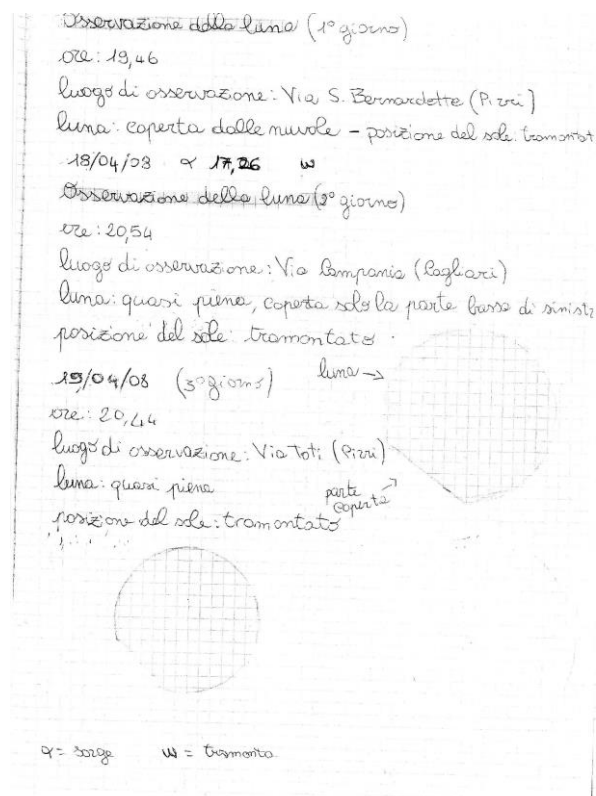 Osservazione della luna (1° giorno)
ore: 19,46
luogo di osservazione: Via S. Bernardette (Pirri)
luna: coperta dalle nuvole - posizione del sole: tramontat
18/04/08 α 17,26 ω
Osservazione della luna (2° giorno)
ore: 20,54
luogo di osservazione: Via Campania (Cagliari)
luna: quasi piena, coperta solo la parte bassa di sinist
posizione del sole: tramontato.
luna →
19/04/08 (3° giorno)
ore: 20,44
luogo di osservazione: Via Toti (Pirri)
luna: quasi piena
parte coperta
posizione del sole: tramontato
α = sorge ω = tramonta